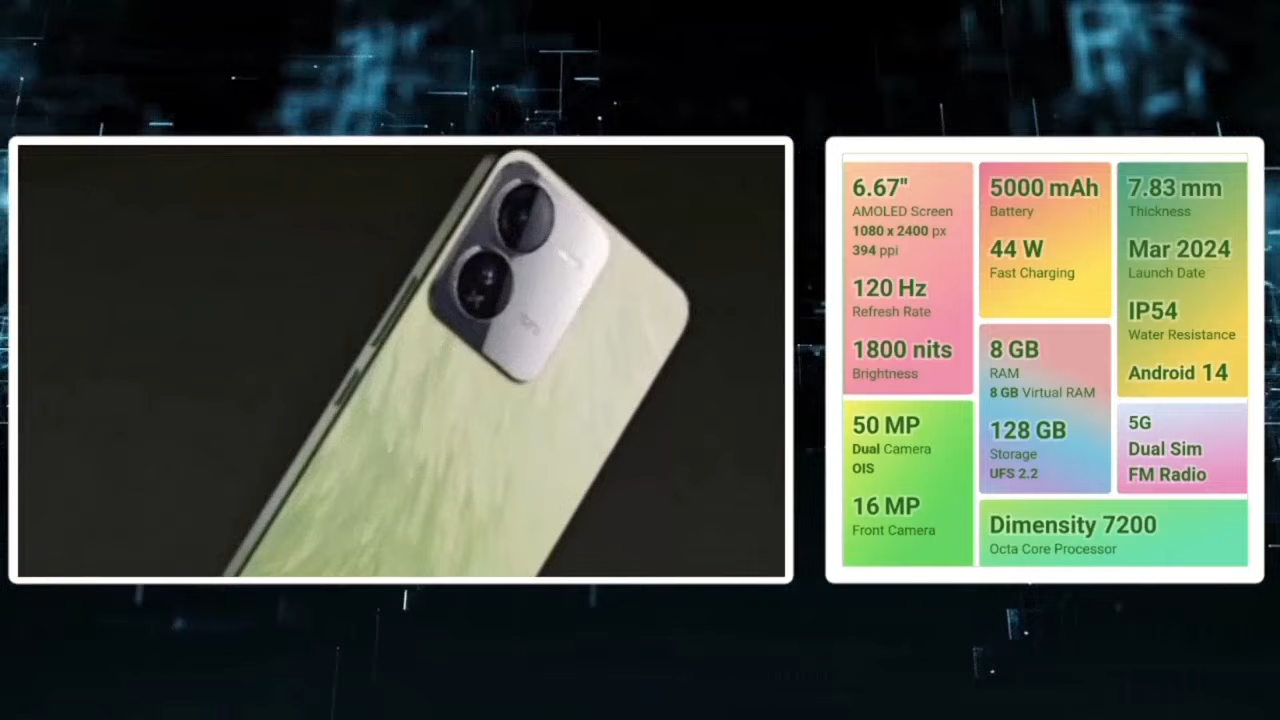 6.67"
AMOLED Screen
1080 x 2400 px
394 ppi
120 Hz
Refresh Rate
1800 nits
Brightness
50 MP
Dual Camera
OIS
16 MP
Front Camera
5000 mAh
Battery
44 W
Fast Charging
8 GB
RAM
8 GB Virtual RAM
128 GB
Storage
UFS 2.2
7.83 mm
Thickness
Mar 2024
Launch Date
IP54
Water Resistance
Android 14
5G
Dual Sim
FM Radio
Dimensity 7200
Octa Core Processor